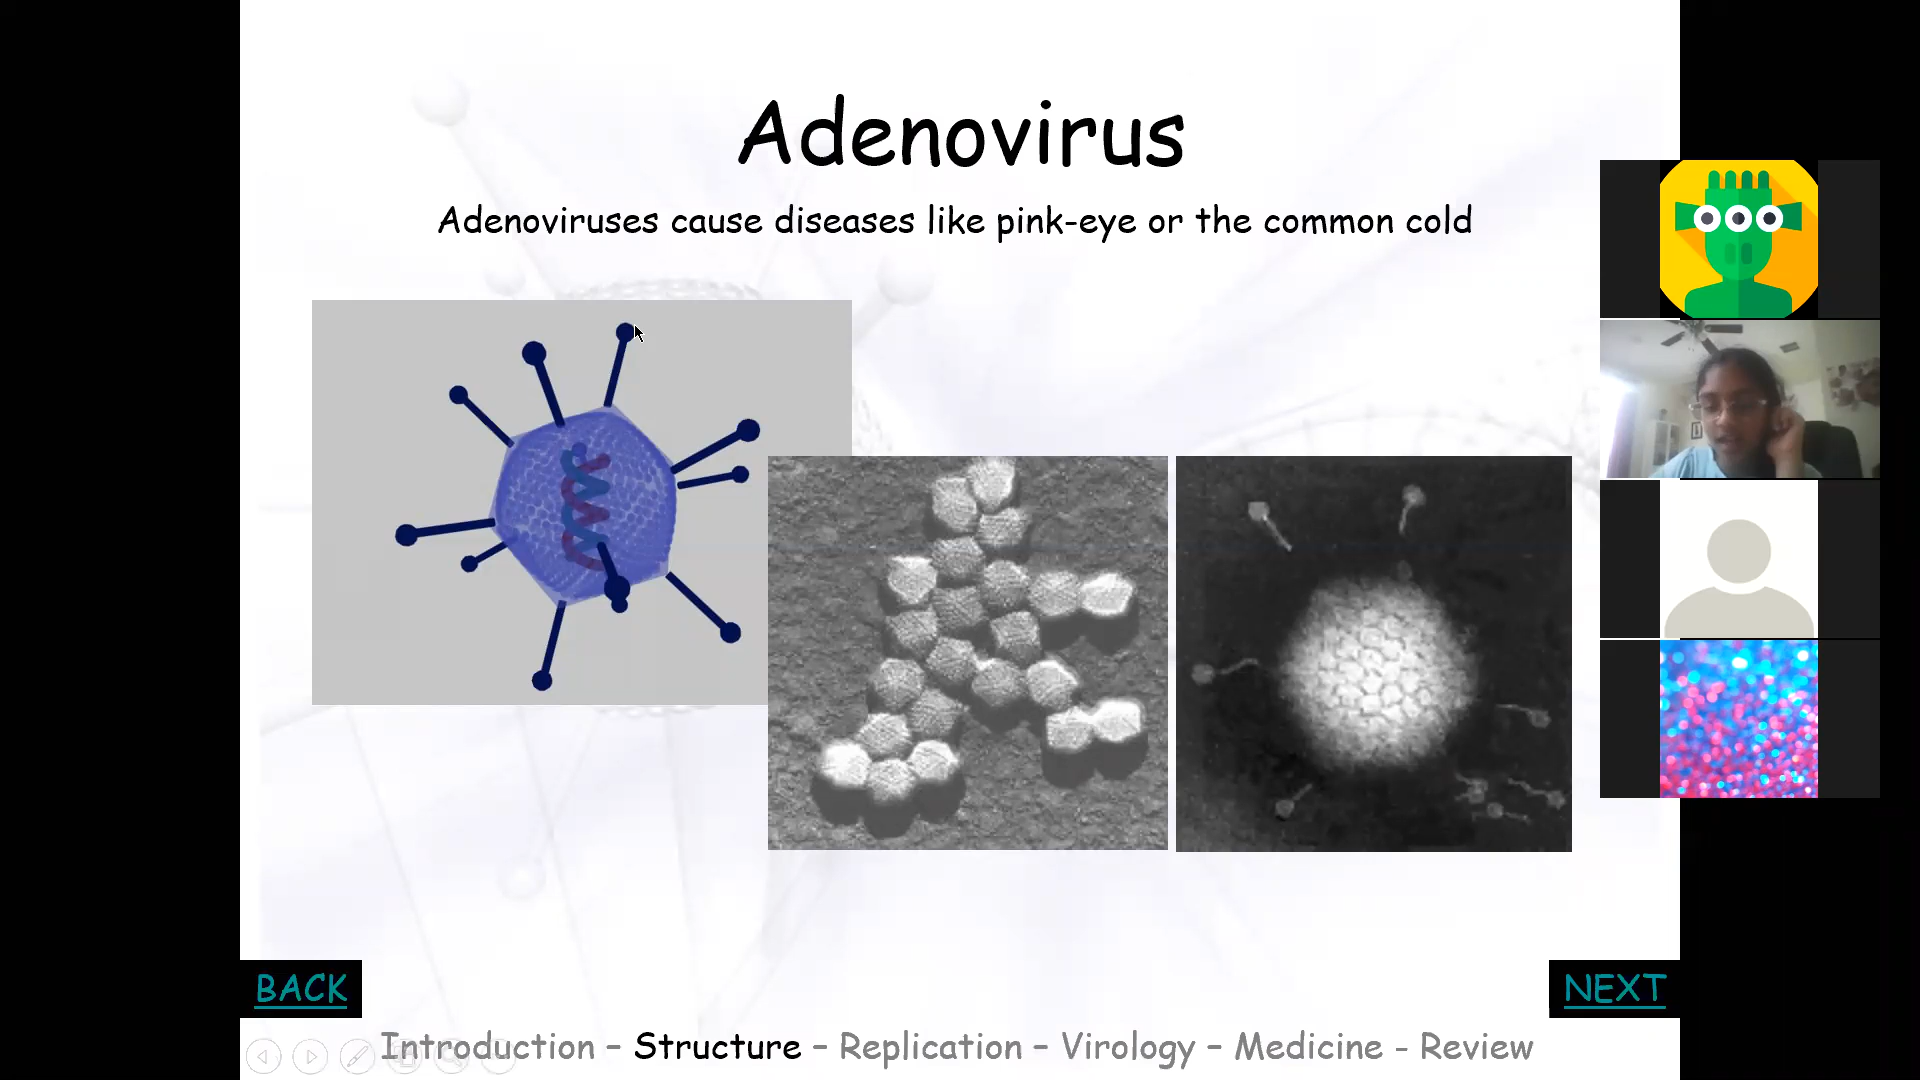 Adenovirus
Adenoviruses cause diseases like pink-eye or the common cold
BACK
NEXT
Introduction – Structure – Replication – Virology – Medicine - Review